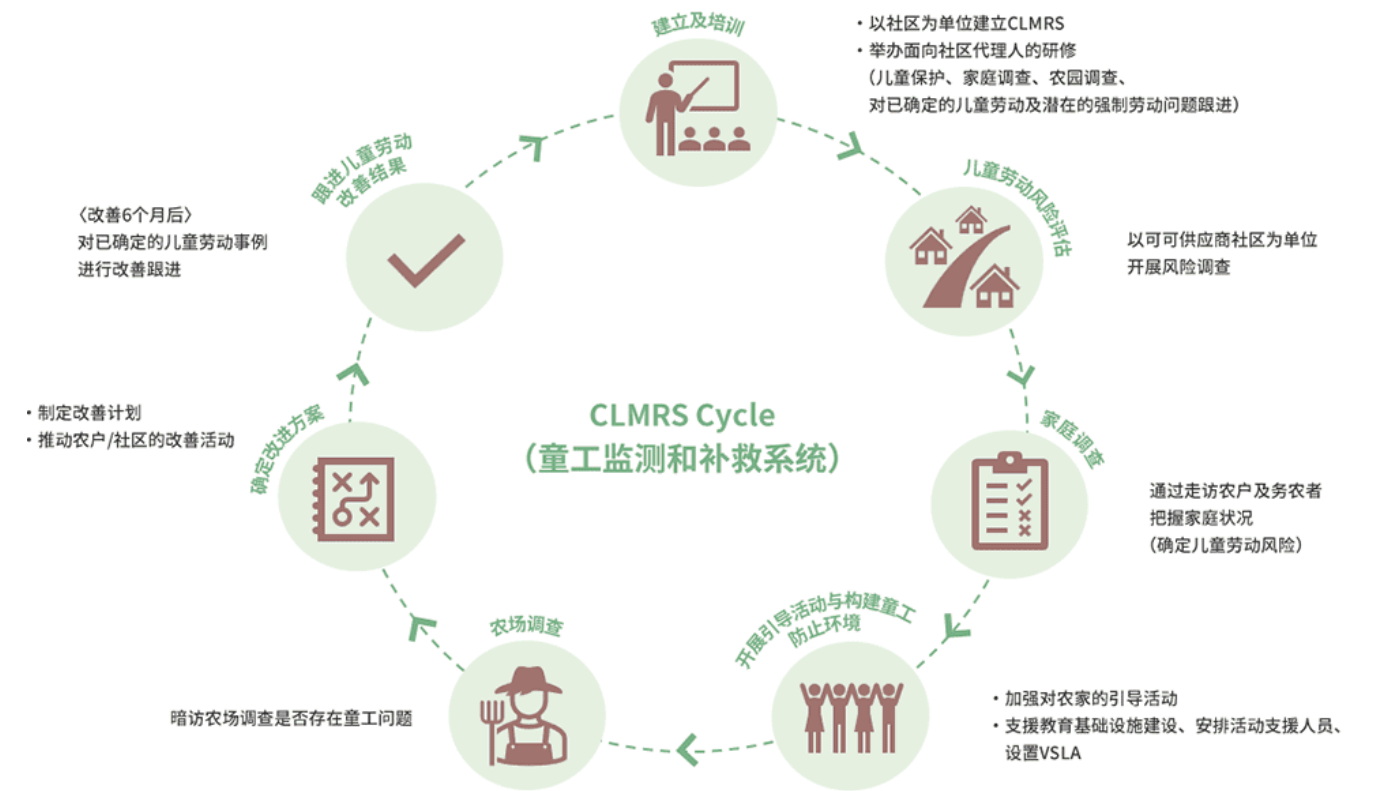 建立及培训
・以社区为单位建立CLMRS
・举办面向社区代理人的研修
（儿童保护、家庭调查、农园调查、
对已确定的儿童劳动及潜在的强制劳动问题跟进）
儿童劳动风险评估
以可可供应商社区为单位
开展风险调查
家庭调查
通过走访农户及务农者
把握家庭状况
（确定儿童劳动风险）
开展引导活动与构建童工
防止环境
・加强对农家的引导活动
・支援教育基础设施建设、安排活动支援人员、
设置VSLA
农场调查
暗访农场调查是否存在童工问题
确定改进方案
・制定改善计划
・推动农户/社区的改善活动
跟进儿童劳动
改善结果
〈改善6个月后〉
对已确定的儿童劳动事例
进行改善跟进
CLMRS Cycle
（童工监测和补救系统）